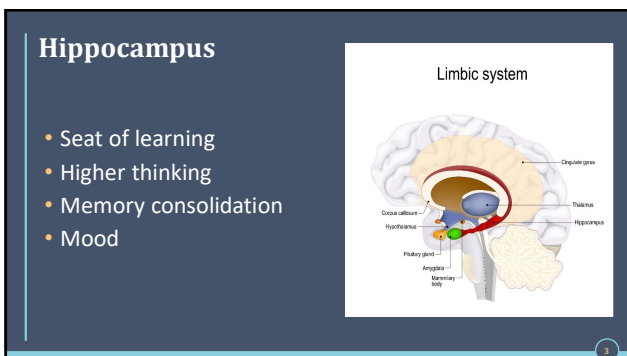 Hippocampus
• Seat of learning
• Higher thinking
• Memory consolidation
• Mood
Limbic system
Cingulate gyrus
Thalamus
Corpus callosum
Hippocampus
Hypothalamus
Pituitary gland
Amygdala
Mammillary
body
3